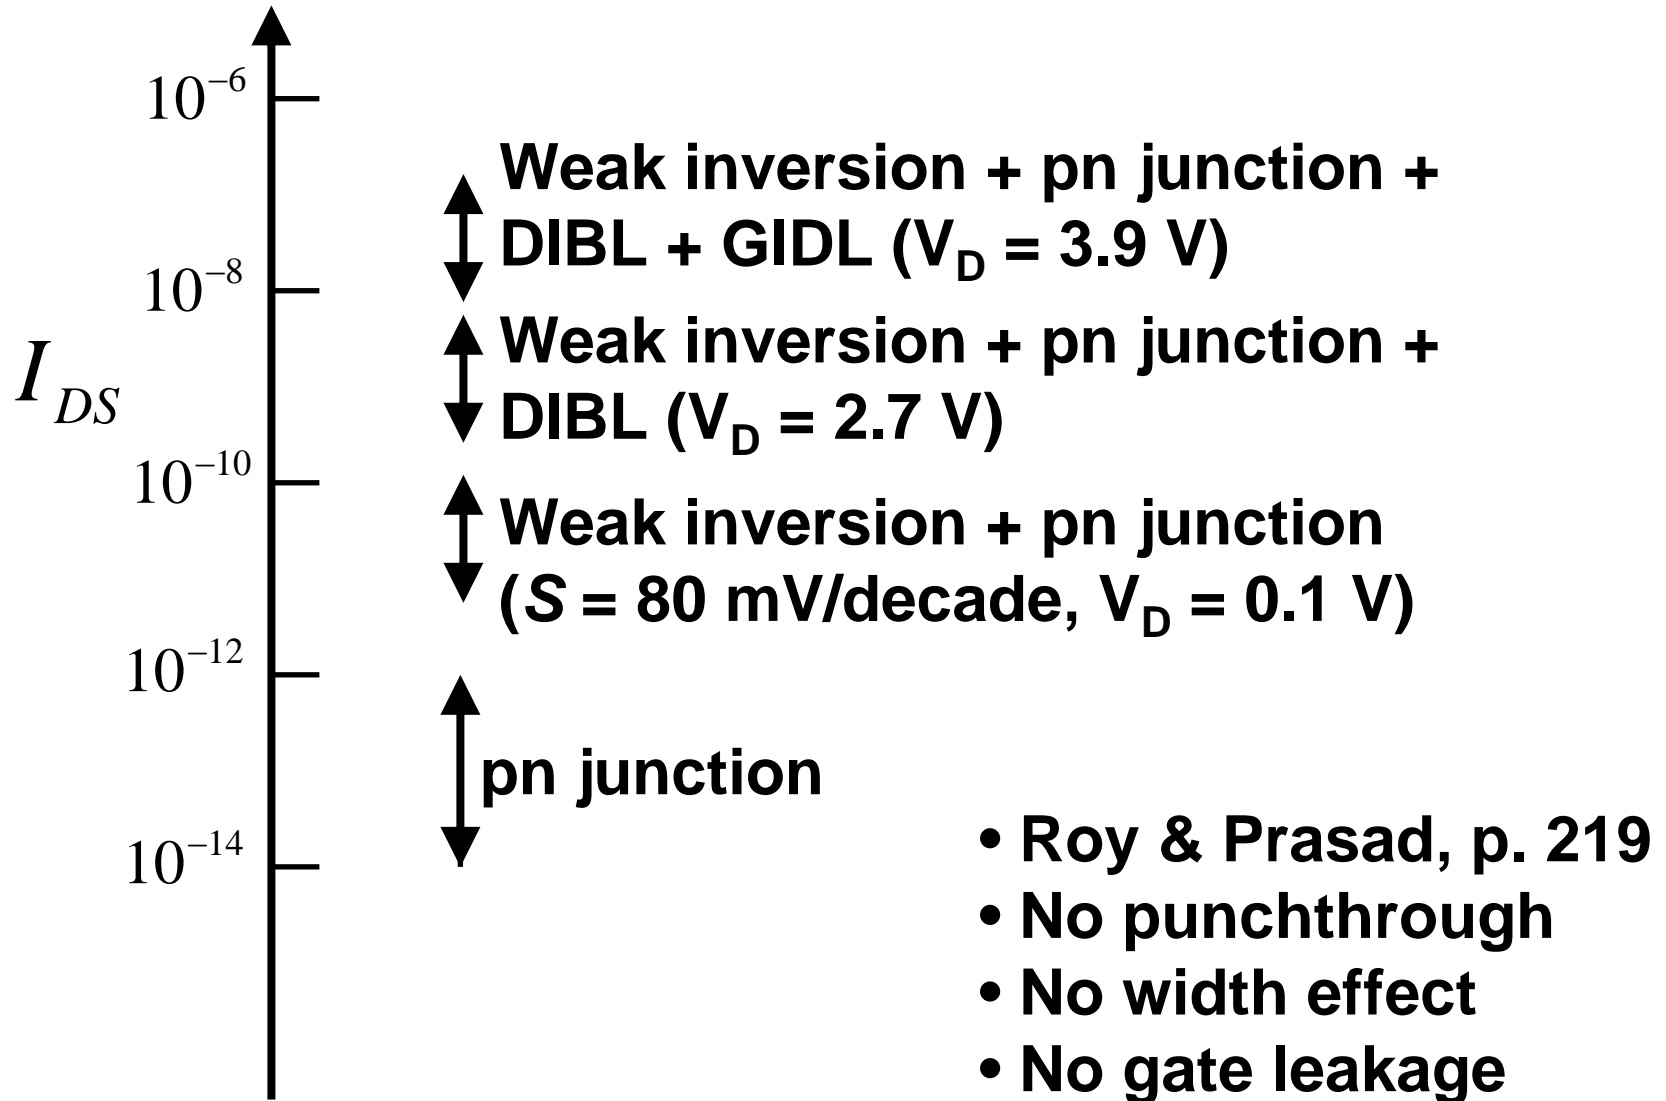 10⁻⁶
Weak inversion + pn junction +
DIBL + GIDL (V_D = 3.9 V)
10⁻⁸
Weak inversion + pn junction +
DIBL (V_D = 2.7 V)
I_DS
10⁻¹⁰
Weak inversion + pn junction
(S = 80 mV/decade, V_D = 0.1 V)
10⁻¹²
pn junction
10⁻¹⁴
• Roy & Prasad, p. 219
• No punchthrough
• No width effect
• No gate leakage